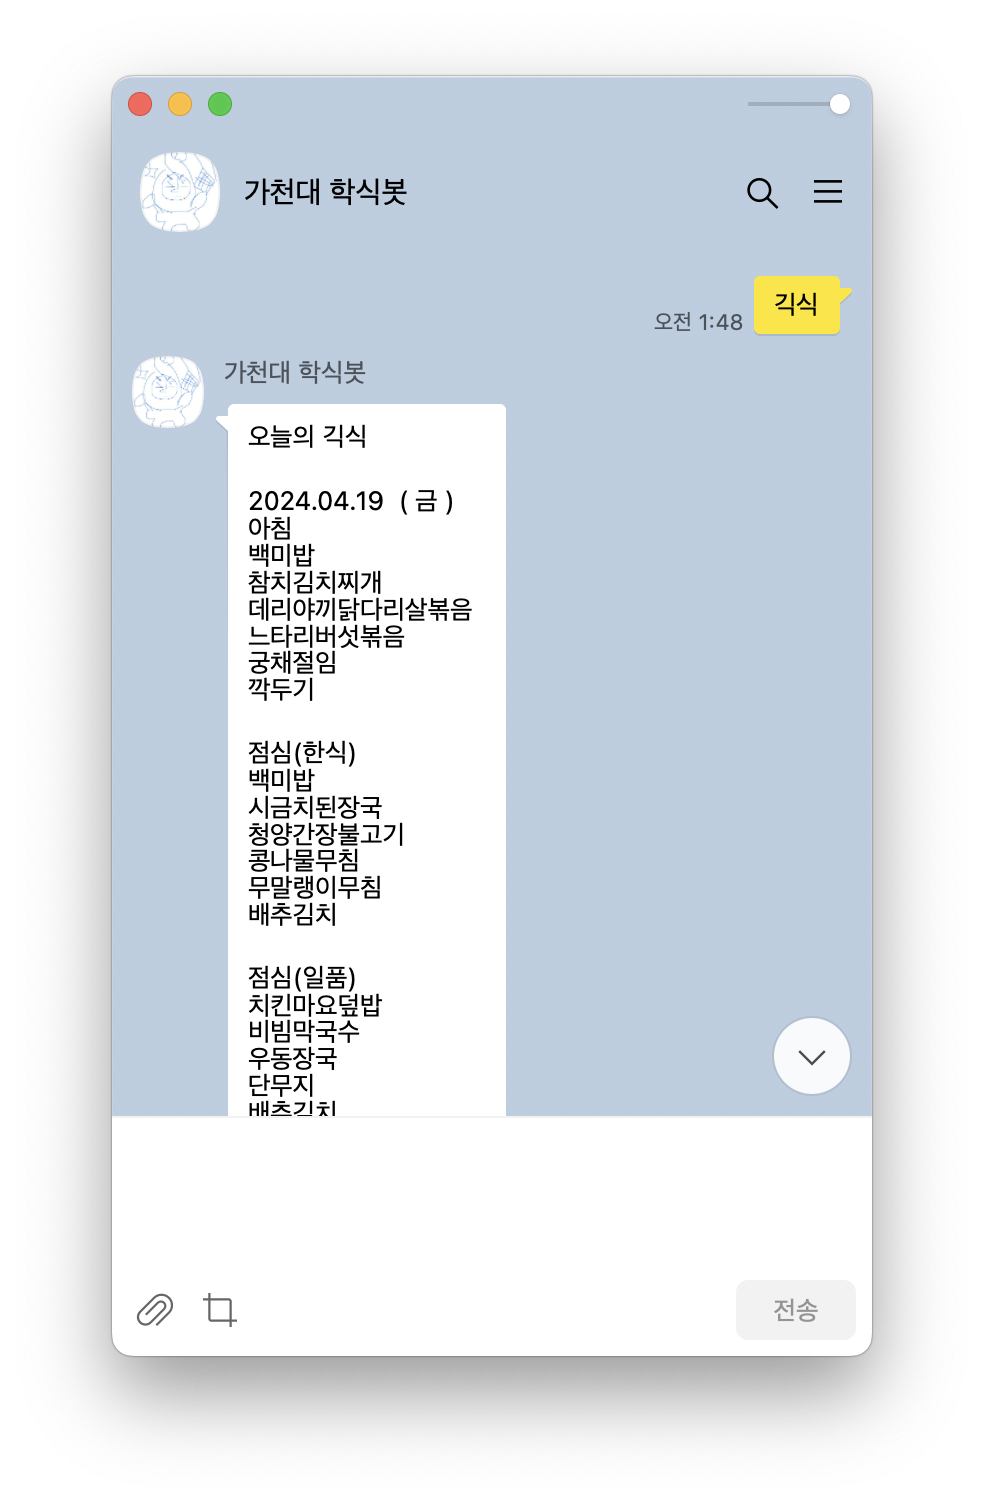 가천대 학식봇
긱식
오전 1:48
가천대 학식봇
오늘의 긱식
2024.04.19 ( 금 )
아침
백미밥
참치김치찌개
데리야끼닭다리살볶음
느타리버섯볶음
궁채절임
깍두기
점심(한식)
백미밥
시금치된장국
청양간장불고기
콩나물무침
무말랭이무침
배추김치
점심(일품)
치킨마요덮밥
비빔막국수
우동장국
단무지
배추김치
전송